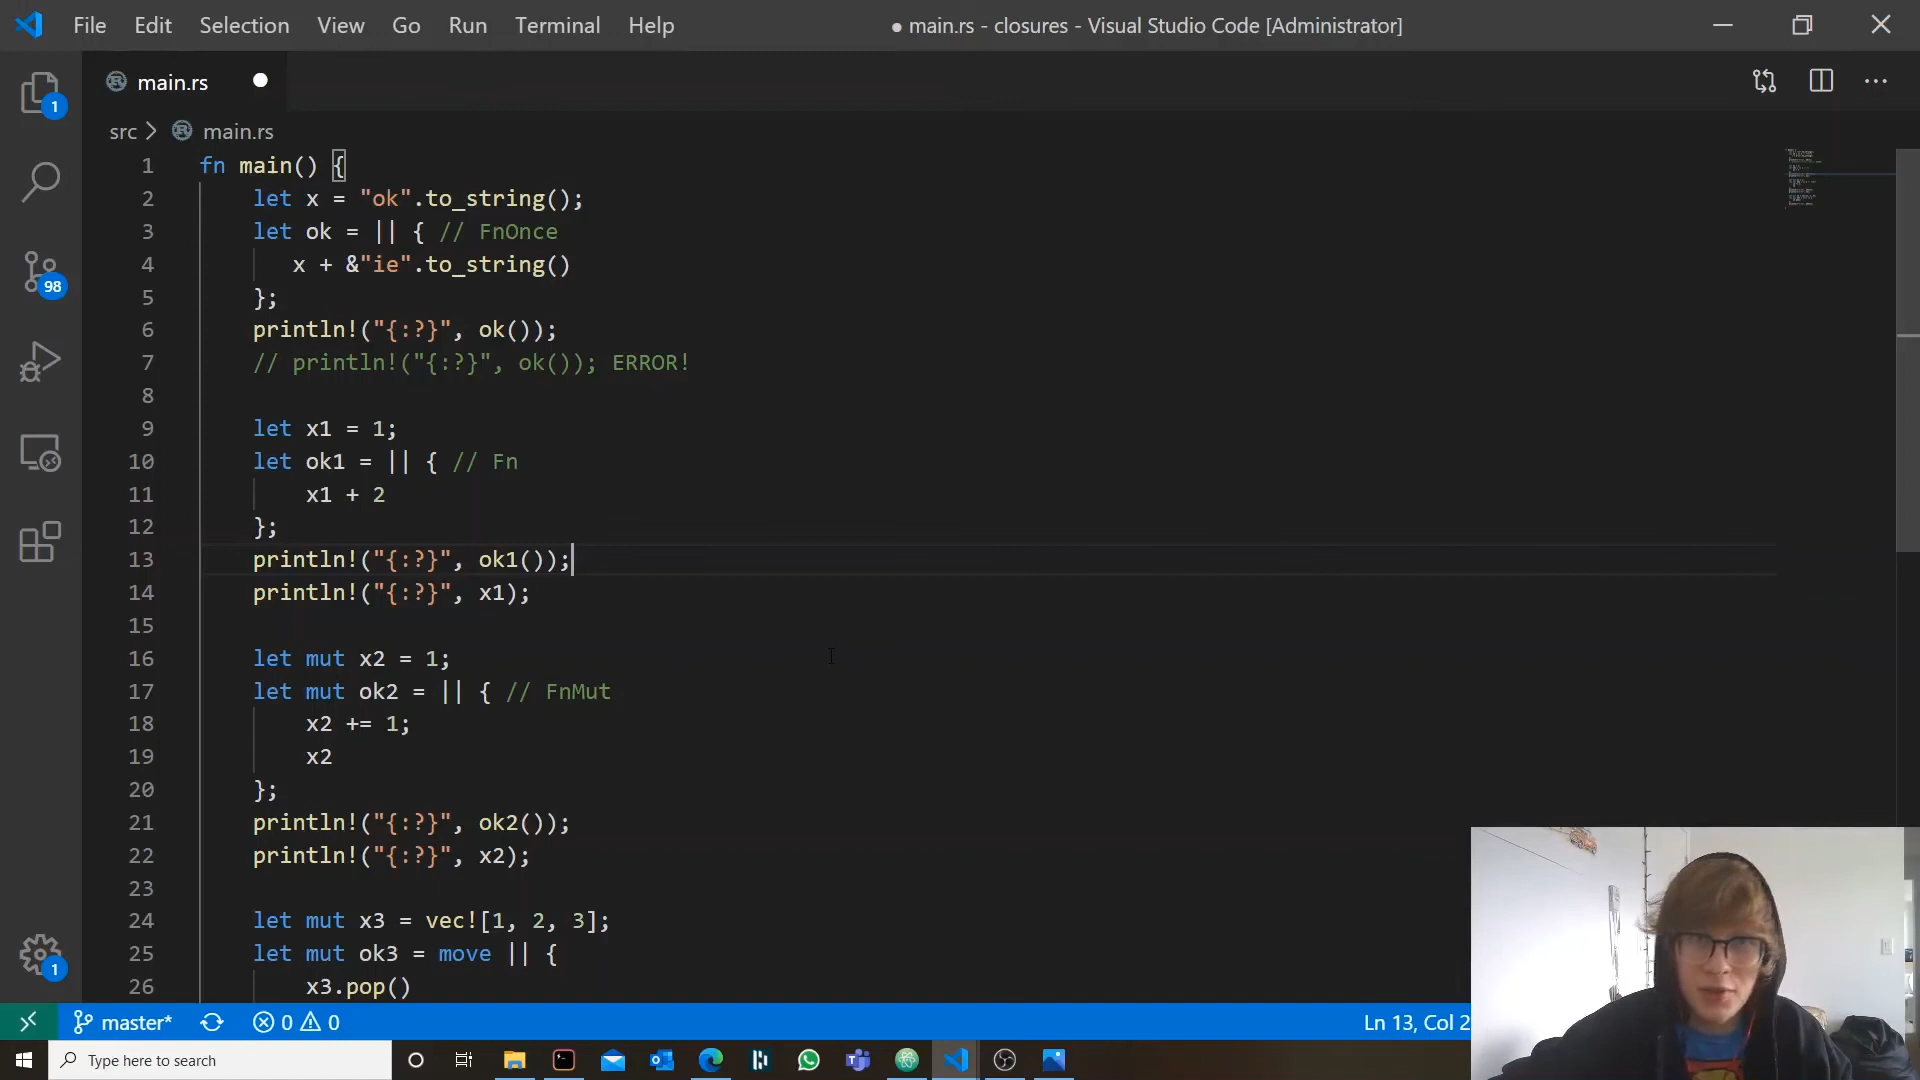 File Edit Selection View Go Run Terminal Help
● main.rs - closures - Visual Studio Code [Administrator]
main.rs
src > main.rs
1 fn main() {
2 let x = "ok".to_string();
3 let ok = || { // FnOnce
4 x + &"ie".to_string()
5 };
6 println!("{:?}", ok());
7 // println!("{:?}", ok()); ERROR!
8
9 let x1 = 1;
10 let ok1 = || { // Fn
11 x1 + 2
12 };
13 println!("{:?}", ok1());
14 println!("{:?}", x1);
15
16 let mut x2 = 1;
17 let mut ok2 = || { // FnMut
18 x2 += 1;
19 x2
20 };
21 println!("{:?}", ok2());
22 println!("{:?}", x2);
23
24 let mut x3 = vec![1, 2, 3];
25 let mut ok3 = move || {
26 x3.pop()
1
98
1
master* 0 0 Ln 13, Col 2
Type here to search